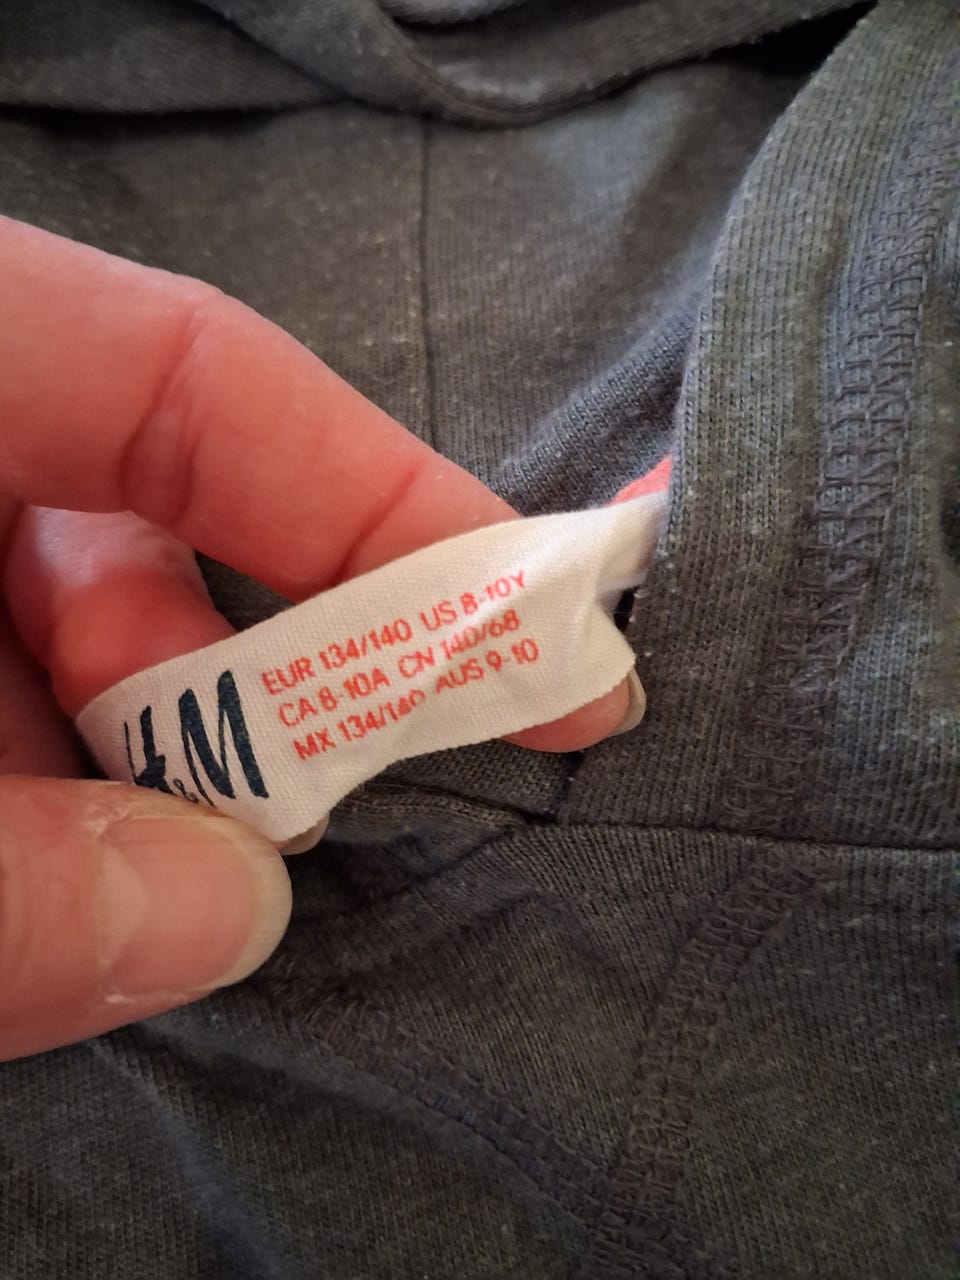 H&M
EUR 134/140 US 8-10Y
CA 8-10A CN 140/68
MX 134/140 AUS 9-10